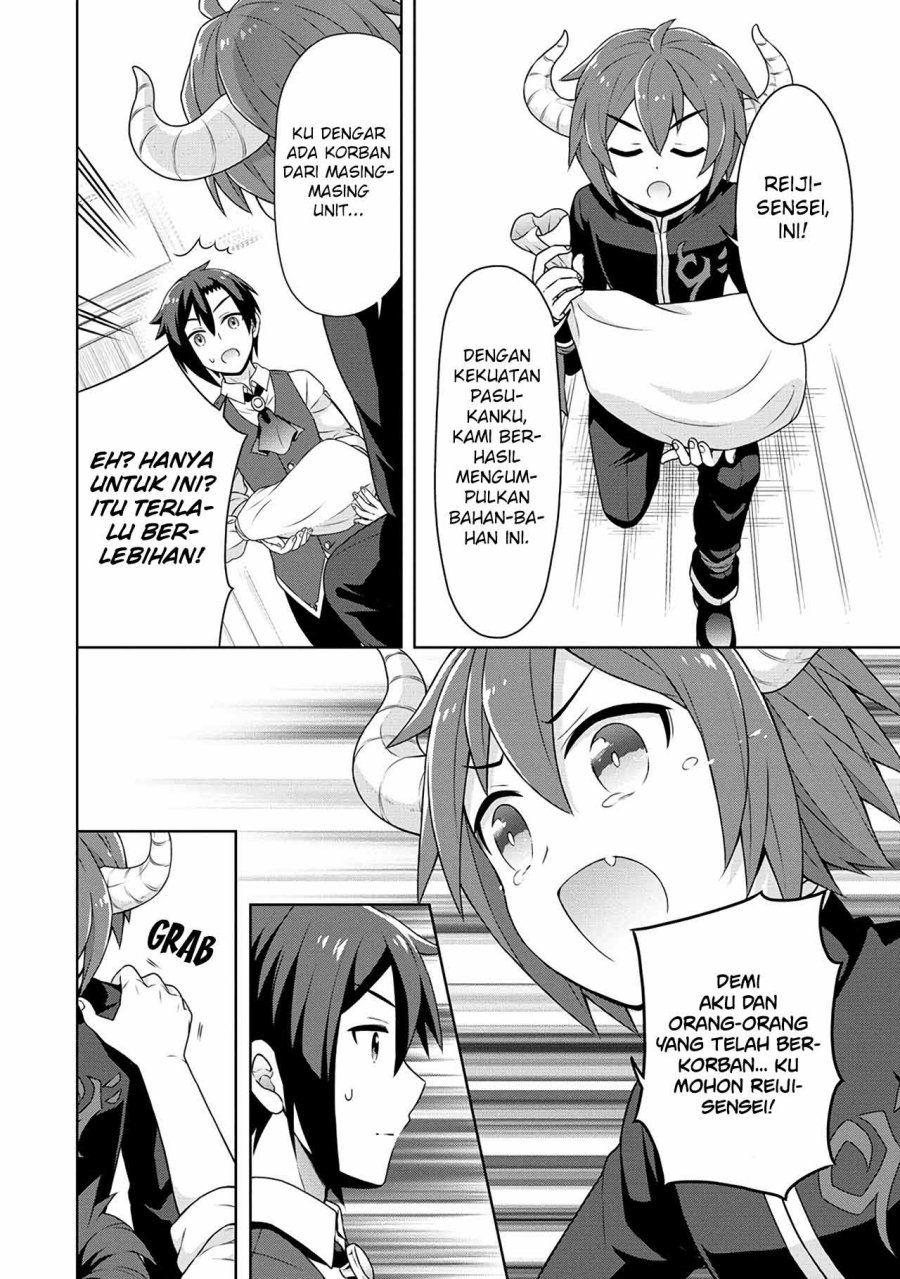 REIJI-
SENSEI,
INI!
DENGAN
KEKUATAN
PASU-
KANKU,
KAMI BER-
HASIL
MENGUM-
PULKAN
BAHAN-BA-
HAN INI.
KU DENGAR
ADA KORBAN
DARI MASING-
MASING
UNIT...
EH? HANYA
UNTUK INI?
ITU TERLA-
LU BER-
LEBIHAN!
DEMI
AKU DAN
ORANG-ORANG
YANG TELAH BER-
KORBAN... KU
MOHON REIJI-
SENSEI!
GRAB